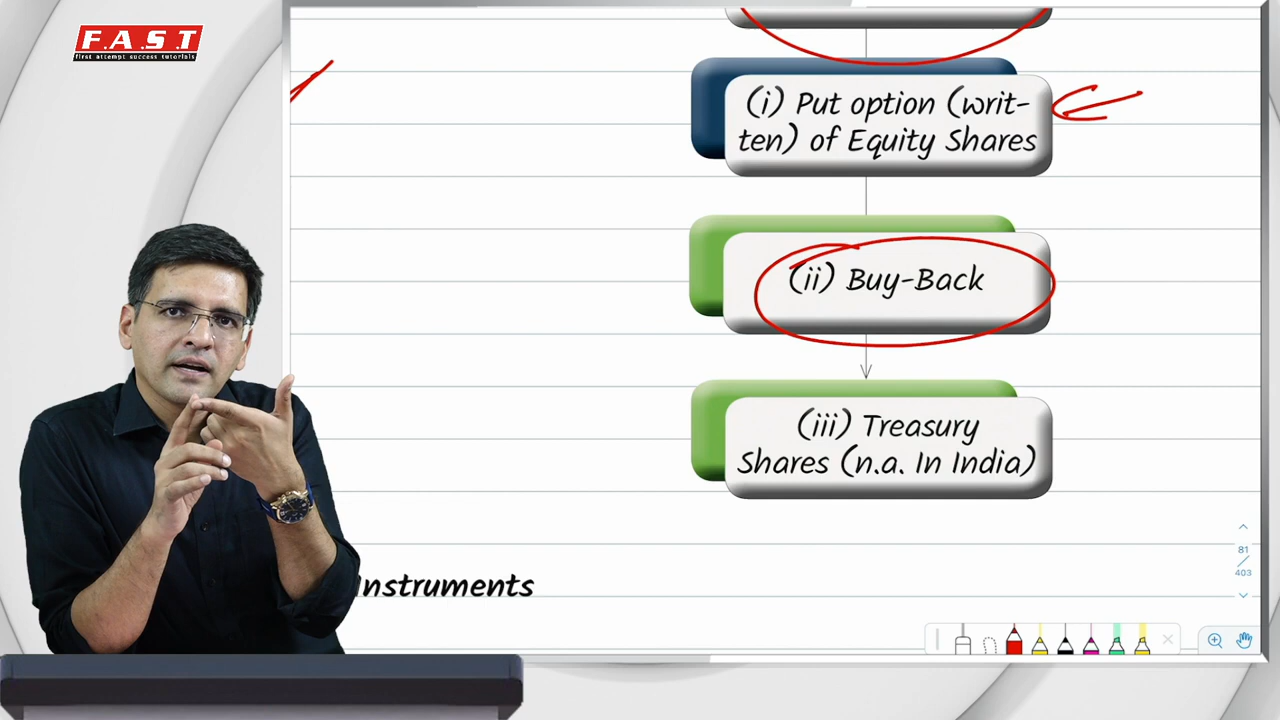 F.A.S.T
first attempt success tutorials
(i) Put option (writ-
ten) of Equity Shares
(ii) Buy-Back
(iii) Treasury
Shares (n.a. In India)
Instruments
81
403